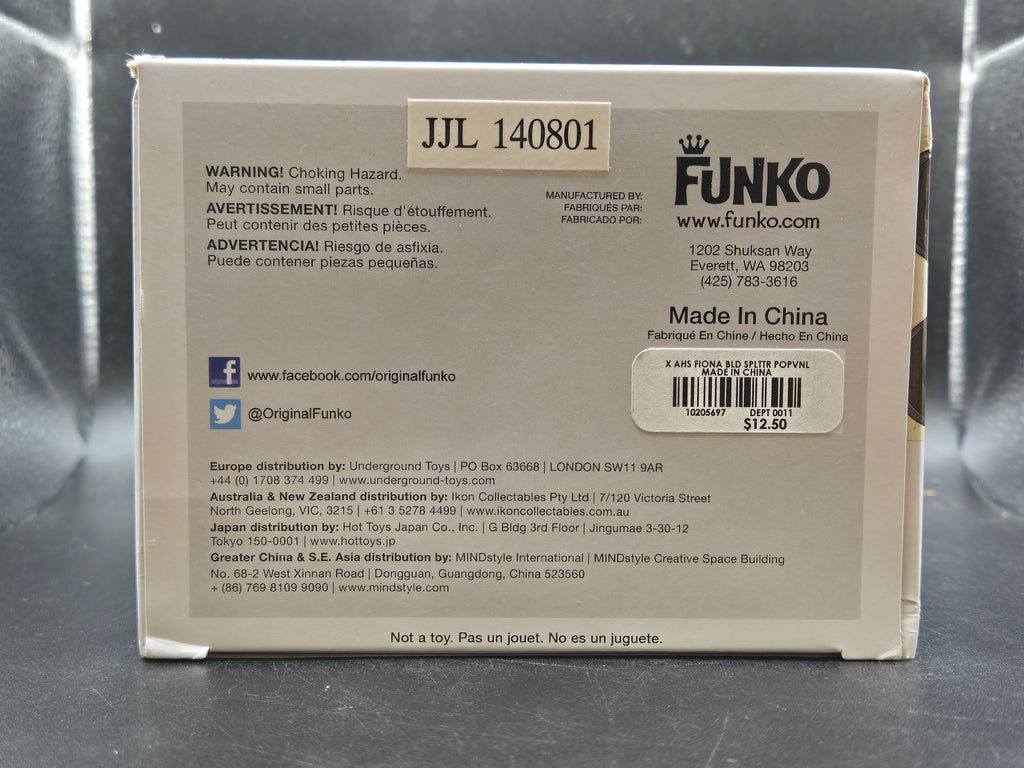 JJL 140801
WARNING! Choking Hazard.
May contain small parts.
AVERTISSEMENT! Risque d'étouffement.
Peut contenir des petites pièces.
ADVERTENCIA! Riesgo de asfixia.
Puede contener piezas pequeñas.
MANUFACTURED BY:
FABRIQUÉS PAR:
FABRICADO POR:
FUNKO
www.funko.com
1202 Shuksan Way
Everett, WA 98203
(425) 783-3616
Made In China
Fabriqué En Chine / Hecho En China
X AHS FIONA BLD SPLTTR POPVNL
MADE IN CHINA
10205697 DEPT 0011
$12.50
f www.facebook.com/originalfunko
@OriginalFunko
Europe distribution by: Underground Toys | PO Box 63668 | LONDON SW11 9AR
+44 (0) 1708 374 499 | www.underground-toys.com
Australia & New Zealand distribution by: Ikon Collectables Pty Ltd | 7/120 Victoria Street
North Geelong, VIC, 3215 | +61 3 5278 4499 | www.ikoncollectables.com.au
Japan distribution by: Hot Toys Japan Co., Inc. | G Bldg 3rd Floor | Jingumae 3-30-12
Tokyo 150-0001 | www.hottoys.jp
Greater China & S.E. Asia distribution by: MINDstyle International | MINDstyle Creative Space Building
No. 68-2 West Xinnan Road | Dongguan, Guangdong, China 523560
+ (86) 769 8109 9090 | www.mindstyle.com
Not a toy. Pas un jouet. No es un juguete.